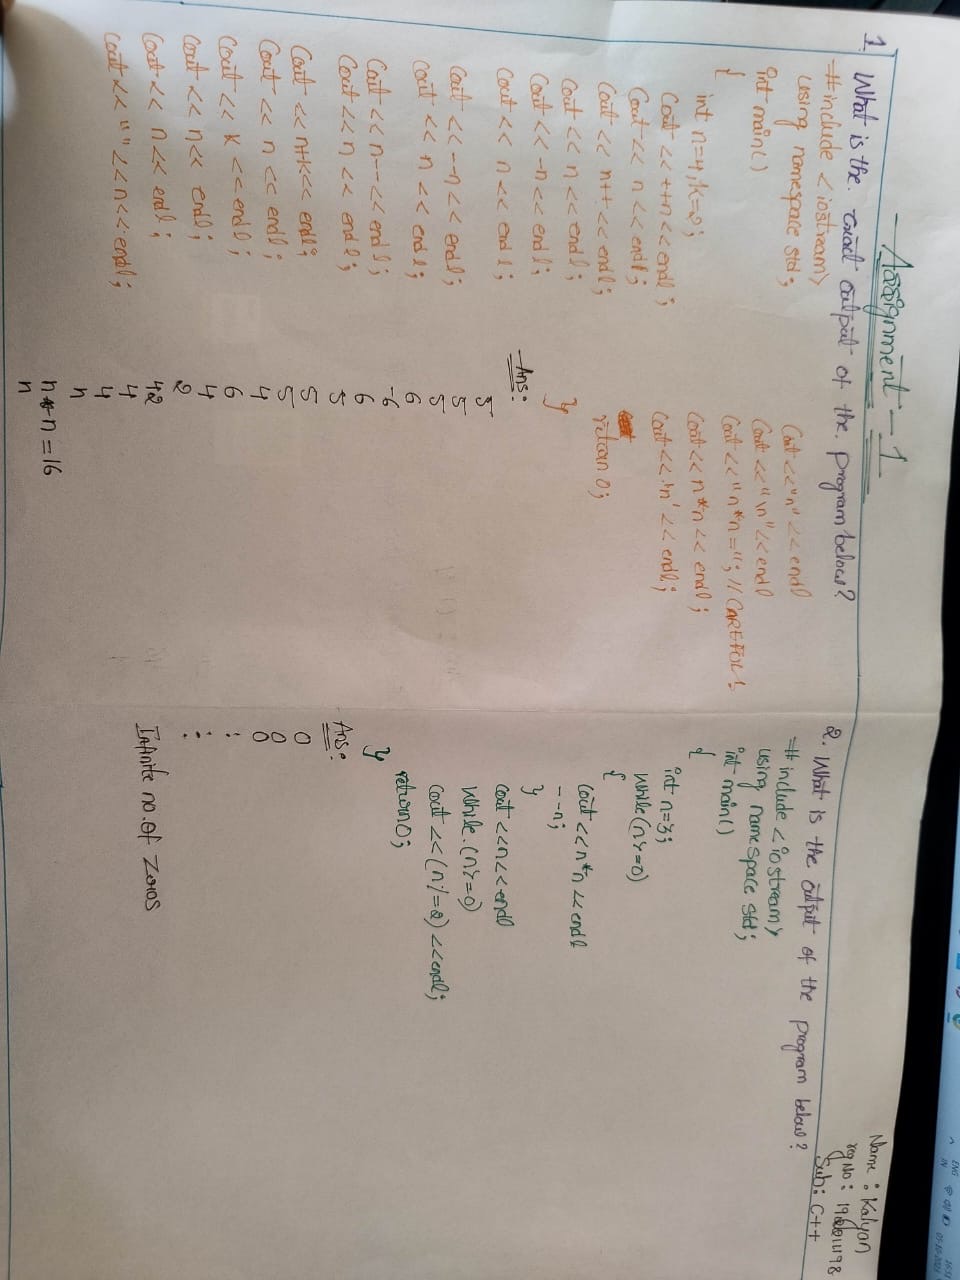 Assignment - 1
Name : Kalyan
Sub: C++
1. What is the exact output of the program below?
# include <iostream>
using namespace std;
int main()
{
int n=4, k=2;
Cout << ++n << endl;
Cout << n << endl;
Cout << n++ << endl;
Cout << n << endl;
Cout << -n << endl;
Cout << n << endl;
Cout << --n << endl;
Cout << n << endl;
Cout << n-- << endl;
Cout << n << endl;
Cout << n+k << endl;
Cout << n << endl;
Cout << k << endl;
Cout << n << endl;
Cout << n << endl;
Cout << " " << n << endl;
Cout << "n" << endl
Cout << "\n" << endl
Cout << "n*n = "; // CAREFUL!
Cout << n*n << endl;
Cout << 'n' << endl;
return 0;
}
Ans:
5
5
5
6
-6
6
5
5
5
4
6
4
2
42
4
4
n
n * n = 16
n
2. What is the output of the program below?
# include <iostream>
using name space std;
int main()
{
int n=3;
while (n>=0)
{
Cout << n*n << endl
--n;
}
Cout << n << endl
while (n>=0)
Cout << (n/=2) << endl;
return 0;
}
Ans:
0
0
0
:
:
Infinite no. of Zeros